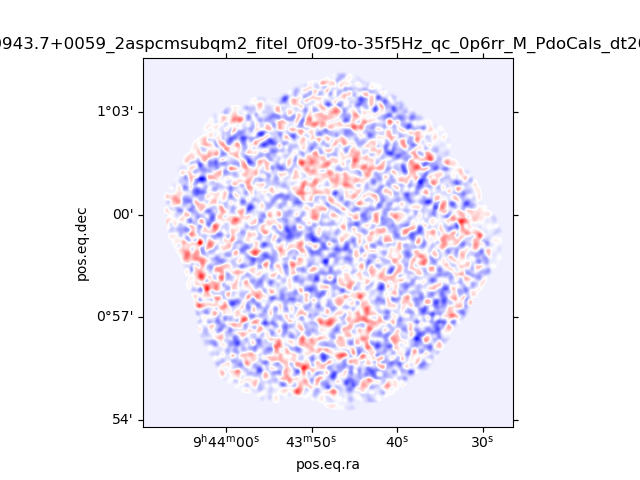 0943.7+0059_2aspcmsubqm2_fitel_0f09-to-35f5Hz_qc_0p6rr_M_PdoCals_dt20
1°03'
00'
0°57'
54'
pos.eq.dec
9ʰ44ᵐ00ˢ 43ᵐ50ˢ 40ˢ 30ˢ
pos.eq.ra